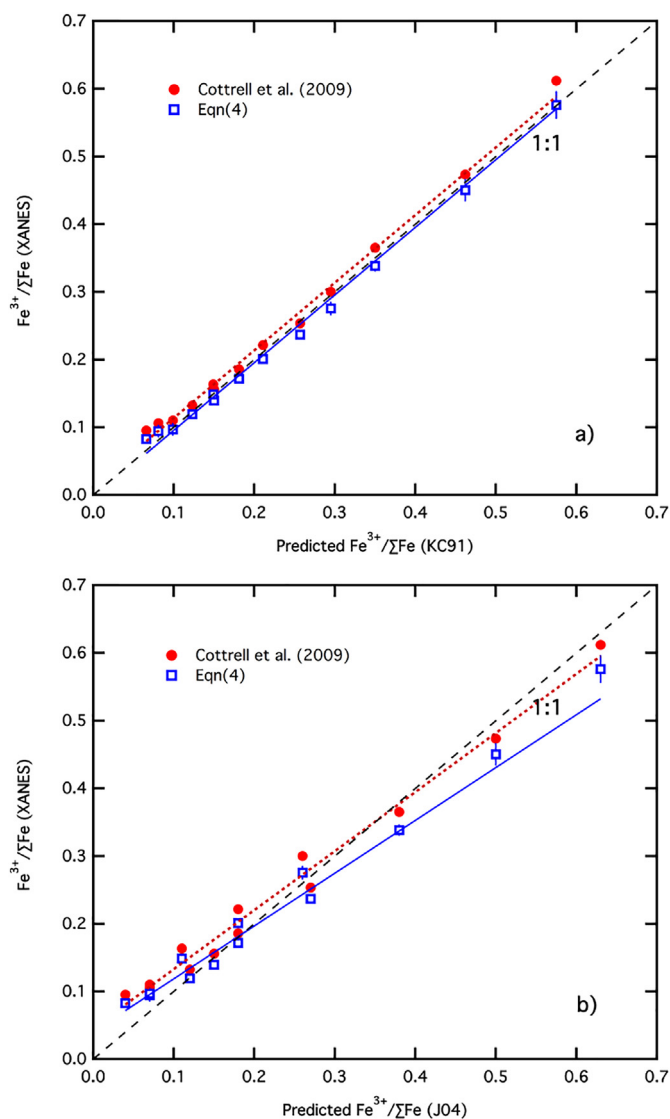 0.7
0.6
0.5
0.4
0.3
0.2
0.1
0.0
Fe³⁺/∑Fe (XANES)
Cottrell et al. (2009)
Eqn(4)
1:1
a)
0.0 0.1 0.2 0.3 0.4 0.5 0.6 0.7
Predicted Fe³⁺/∑Fe (KC91)
0.7
0.6
0.5
0.4
0.3
0.2
0.1
0.0
Fe³⁺/∑Fe (XANES)
Cottrell et al. (2009)
Eqn(4)
1:1
b)
0.0 0.1 0.2 0.3 0.4 0.5 0.6 0.7
Predicted Fe³⁺/∑Fe (J04)